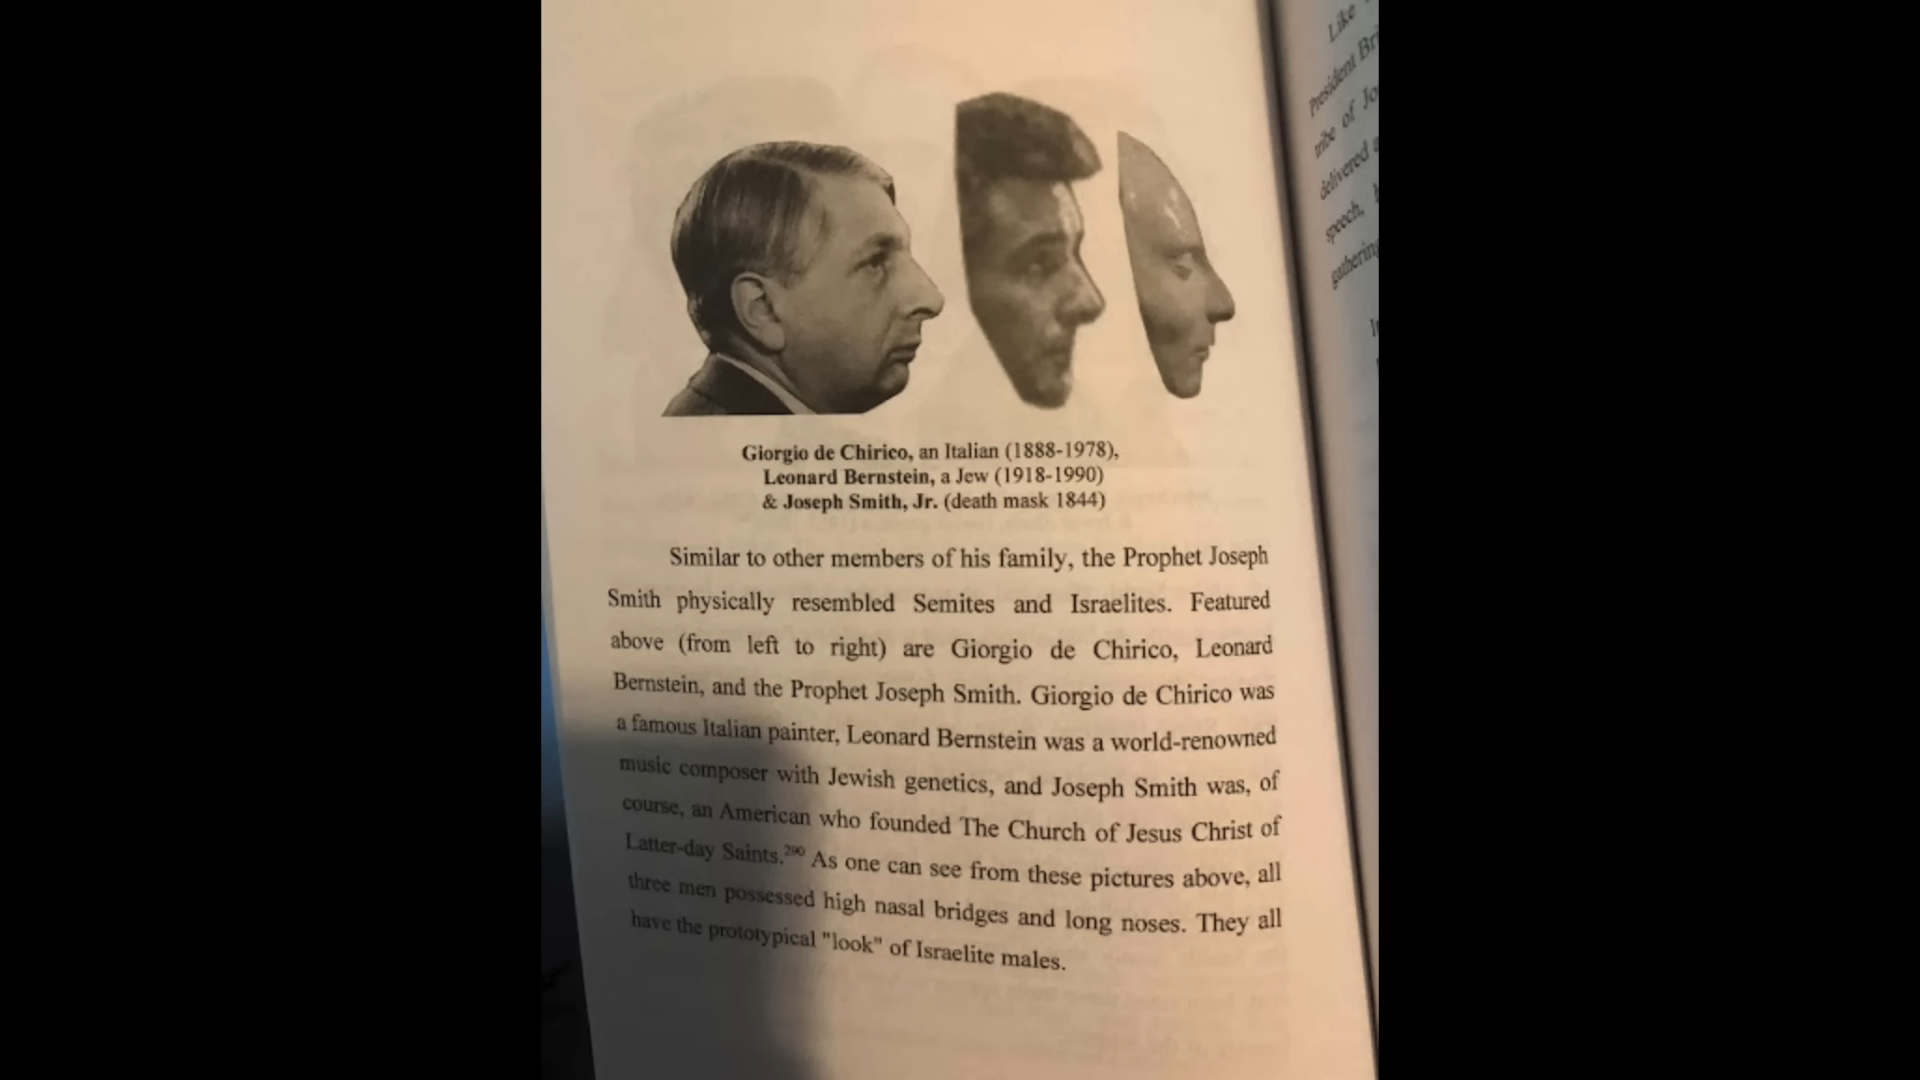 Giorgio de Chirico, an Italian (1888-1978),
Leonard Bernstein, a Jew (1918-1990)
& Joseph Smith, Jr. (death mask 1844)
Similar to other members of his family, the Prophet Joseph
Smith physically resembled Semites and Israelites. Featured
above (from left to right) are Giorgio de Chirico, Leonard
Bernstein, and the Prophet Joseph Smith. Giorgio de Chirico was
a famous Italian painter, Leonard Bernstein was a world-renowned
music composer with Jewish genetics, and Joseph Smith was, of
course, an American who founded The Church of Jesus Christ of
Latter-day Saints.290 As one can see from these pictures above, all
three men possessed high nasal bridges and long noses. They all
have the prototypical "look" of Israelite males.
Like
President
tribe of
delivered
speech,